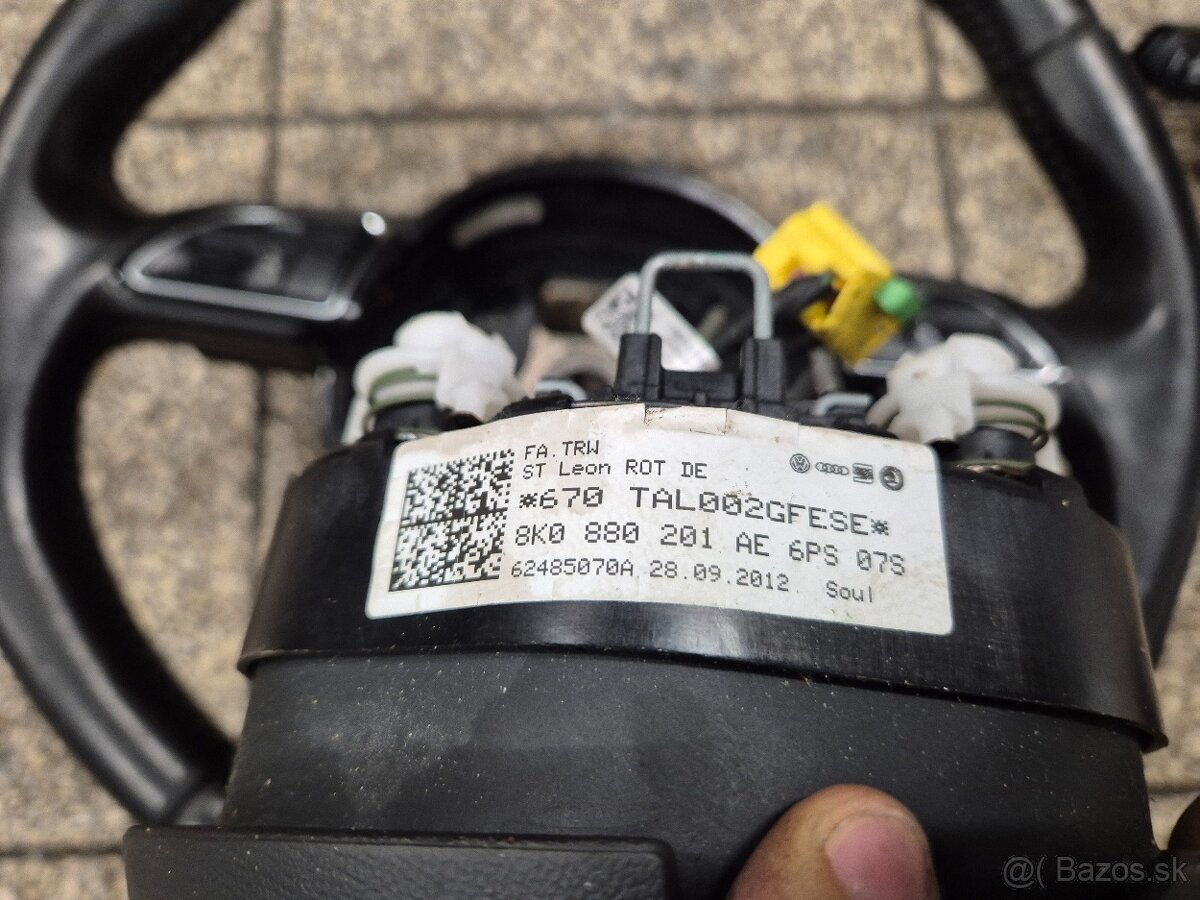 FA.TRW
ST Leon ROT DE
*670 TAL002GFESE*
8K0 880 201 AE 6PS 07S
62485070A 28.09.2012 Soul
@( Bazos.sk